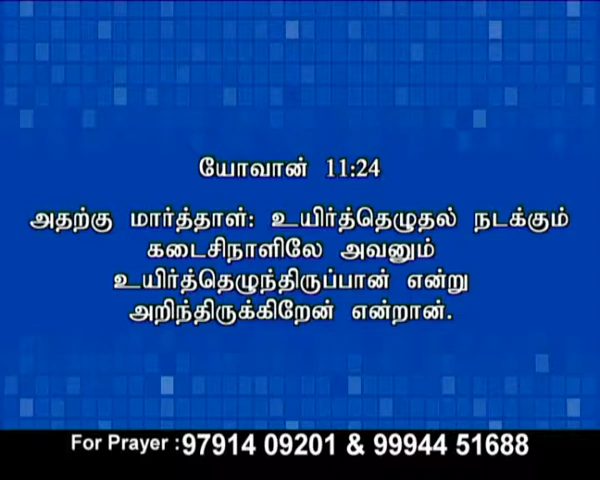 யோவான் 11:24
அதற்கு மார்த்தாள்: உயிர்த்தெழுதல் நடக்கும்
கடைசிநாளிலே அவனும்
உயிர்த்தெழுந்திருப்பான் என்று
அறிந்திருக்கிறேன் என்றான்.
For Prayer : 97914 09201 & 99944 51688